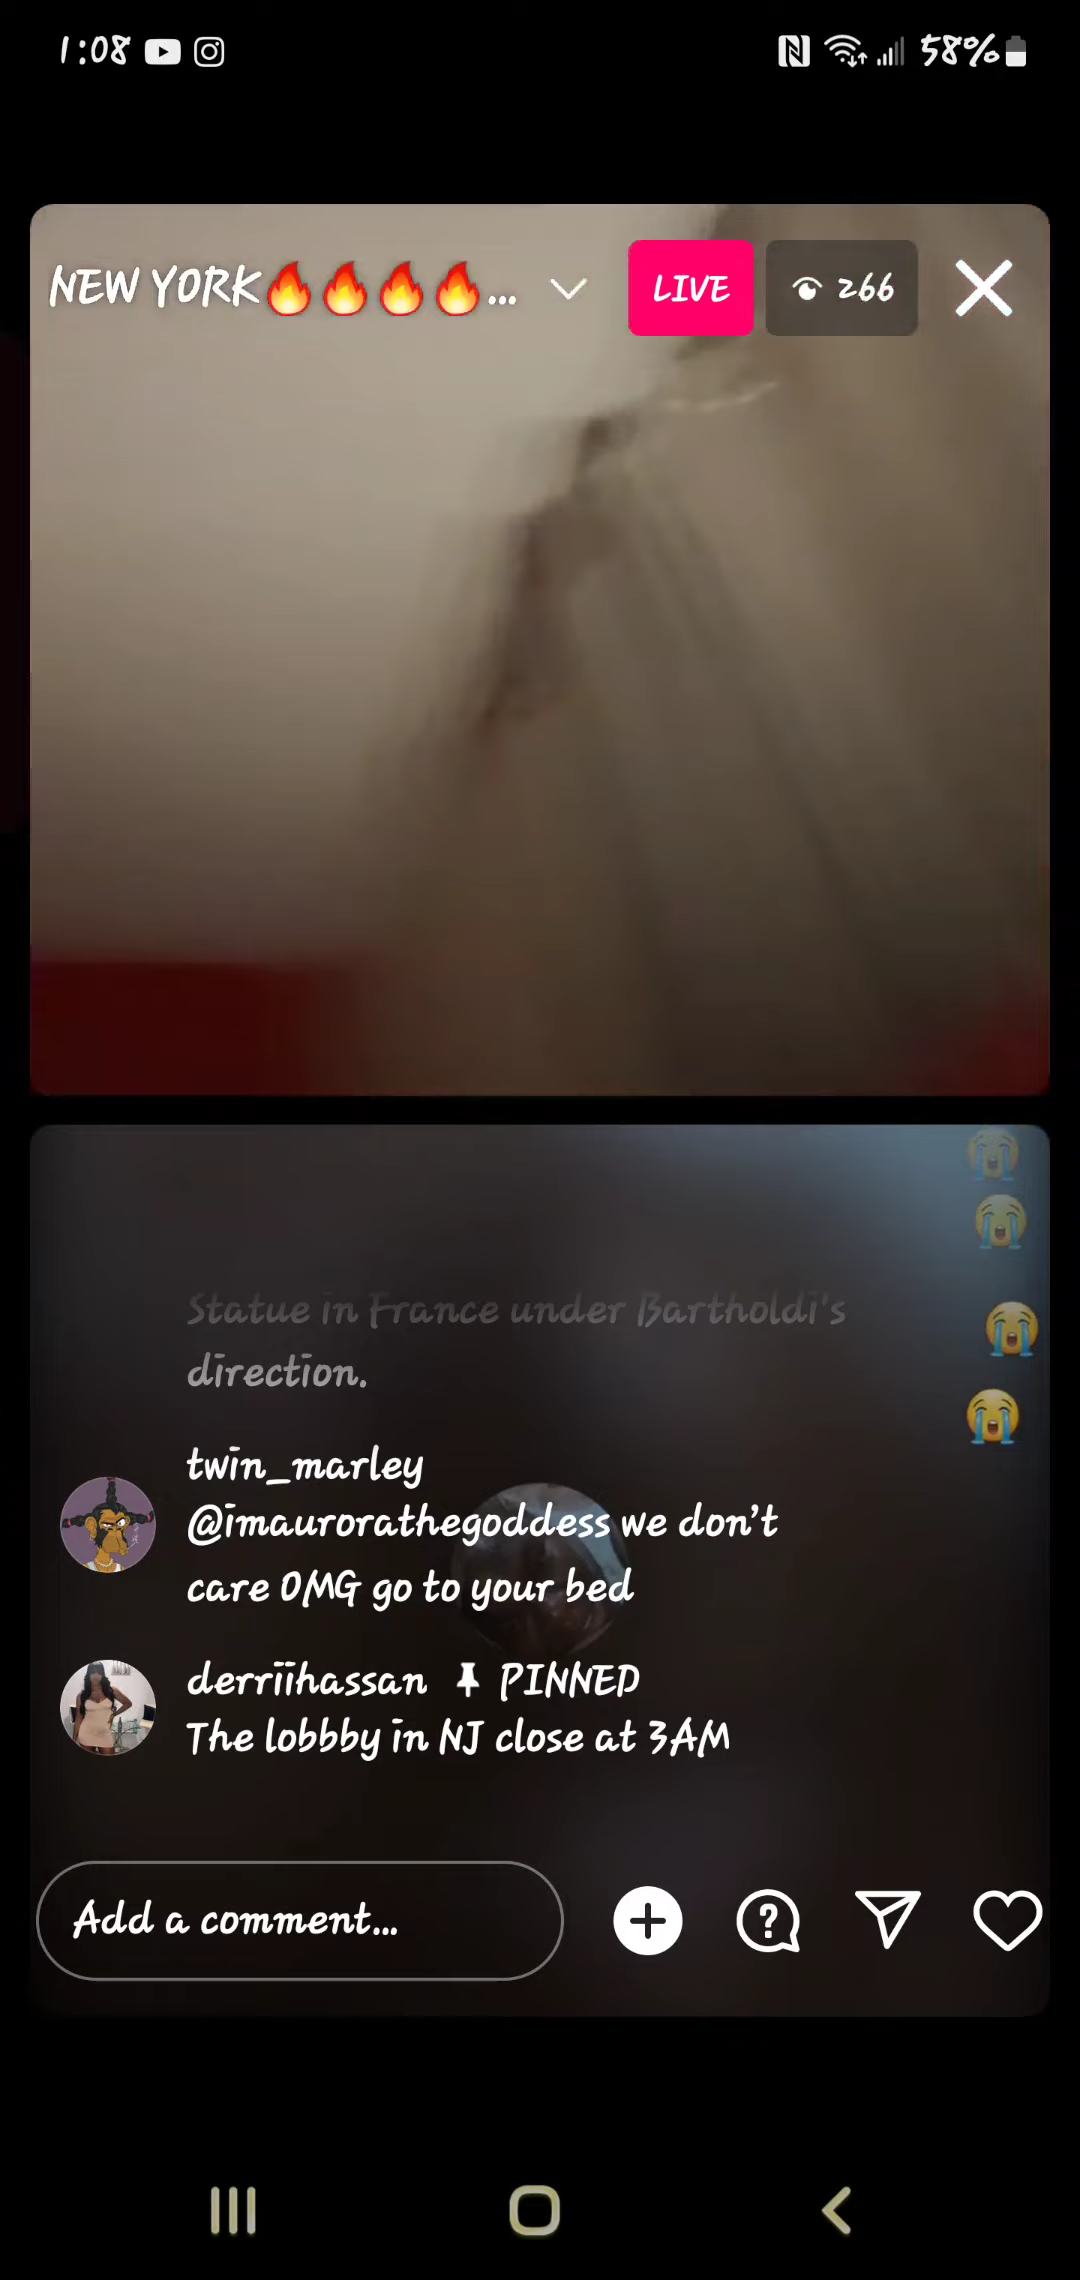 1:08 58%
NEW YORK🔥🔥🔥🔥... LIVE 266
Statue in France under Bartholdi's
direction.
twin_marley
@imaurorathegoddess we don't
care OMG go to your bed
derriihassan PINNED
The lobbby in NJ close at 3AM
Add a comment...